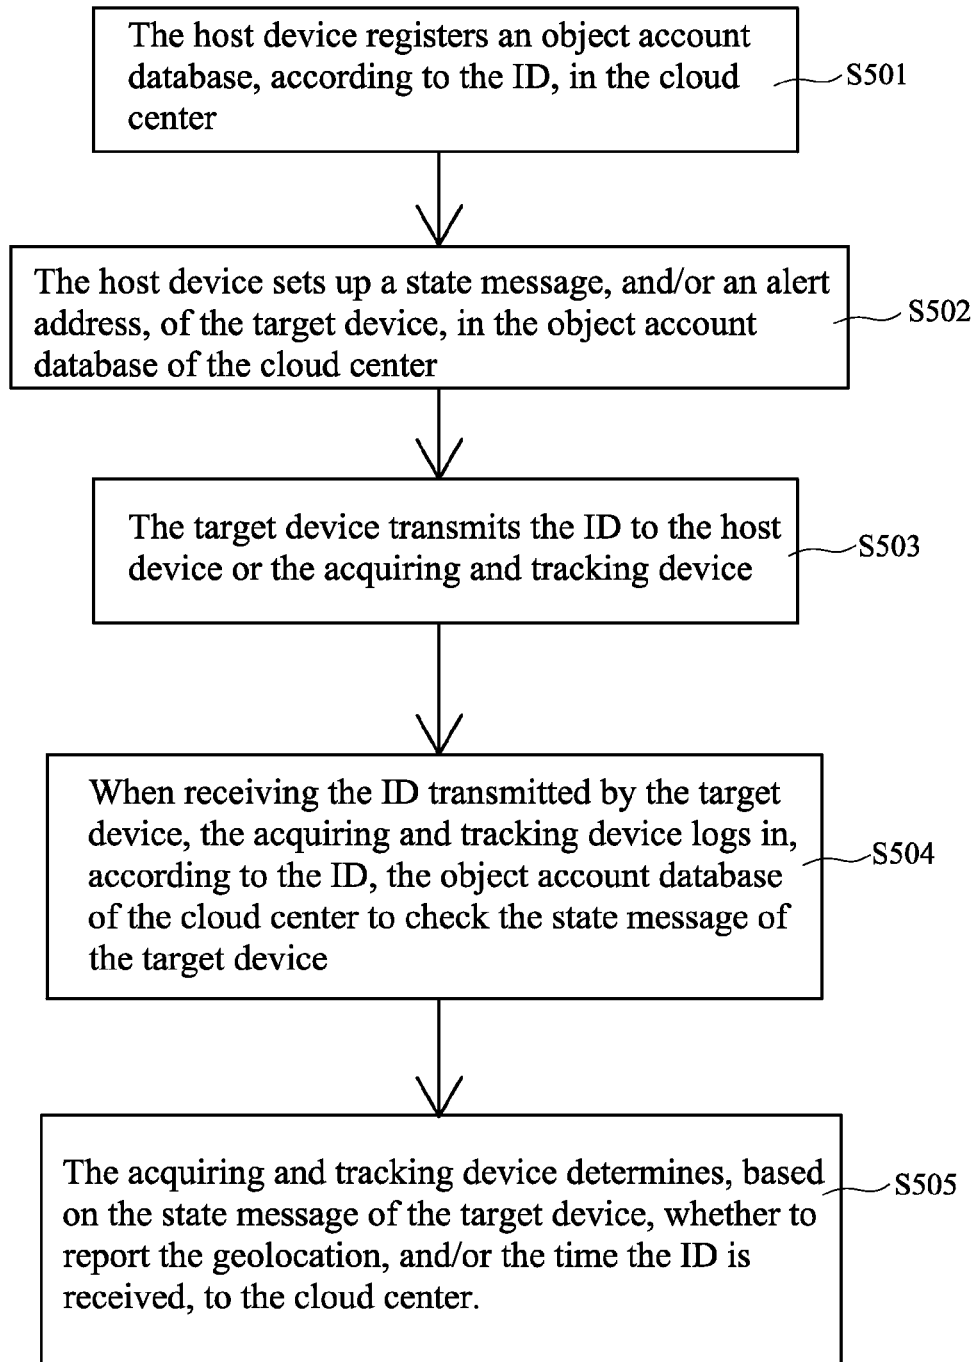 The host device registers an object account
database, according to the ID, in the cloud
center
S501
The host device sets up a state message, and/or an alert
address, of the target device, in the object account
database of the cloud center
S502
The target device transmits the ID to the host
device or the acquiring and tracking device
S503
When receiving the ID transmitted by the target
device, the acquiring and tracking device logs in,
according to the ID, the object account database
of the cloud center to check the state message of
the target device
S504
The acquiring and tracking device determines, based
on the state message of the target device, whether to
report the geolocation, and/or the time the ID is
received, to the cloud center.
S505